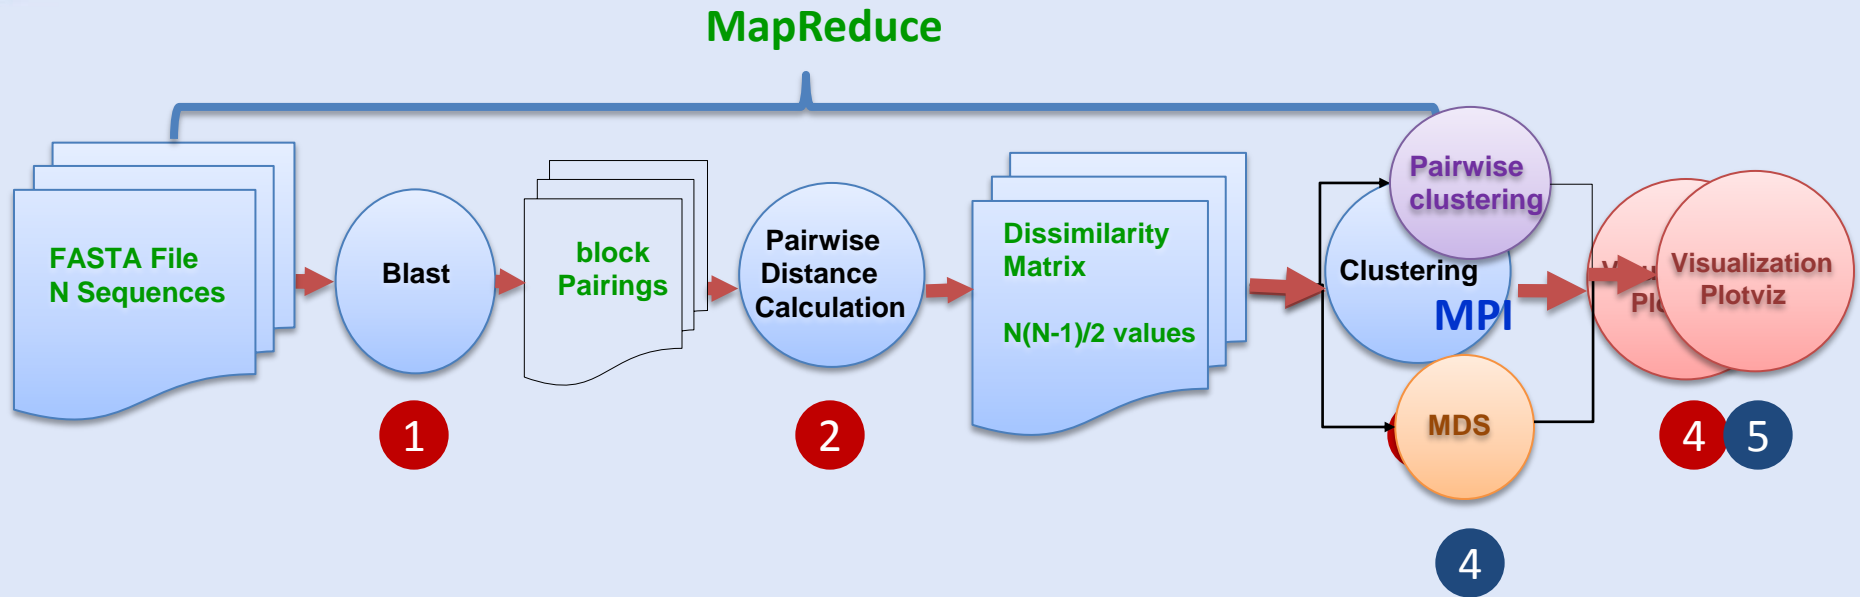 MapReduce
FASTA File
N Sequences
Blast
block
Pairings
Pairwise
Distance
Calculation
Dissimilarity
Matrix
N(N-1)/2 values
Pairwise
clustering
Clustering
MPI
MDS
Visualization
Plotviz
1
2
4
5
4